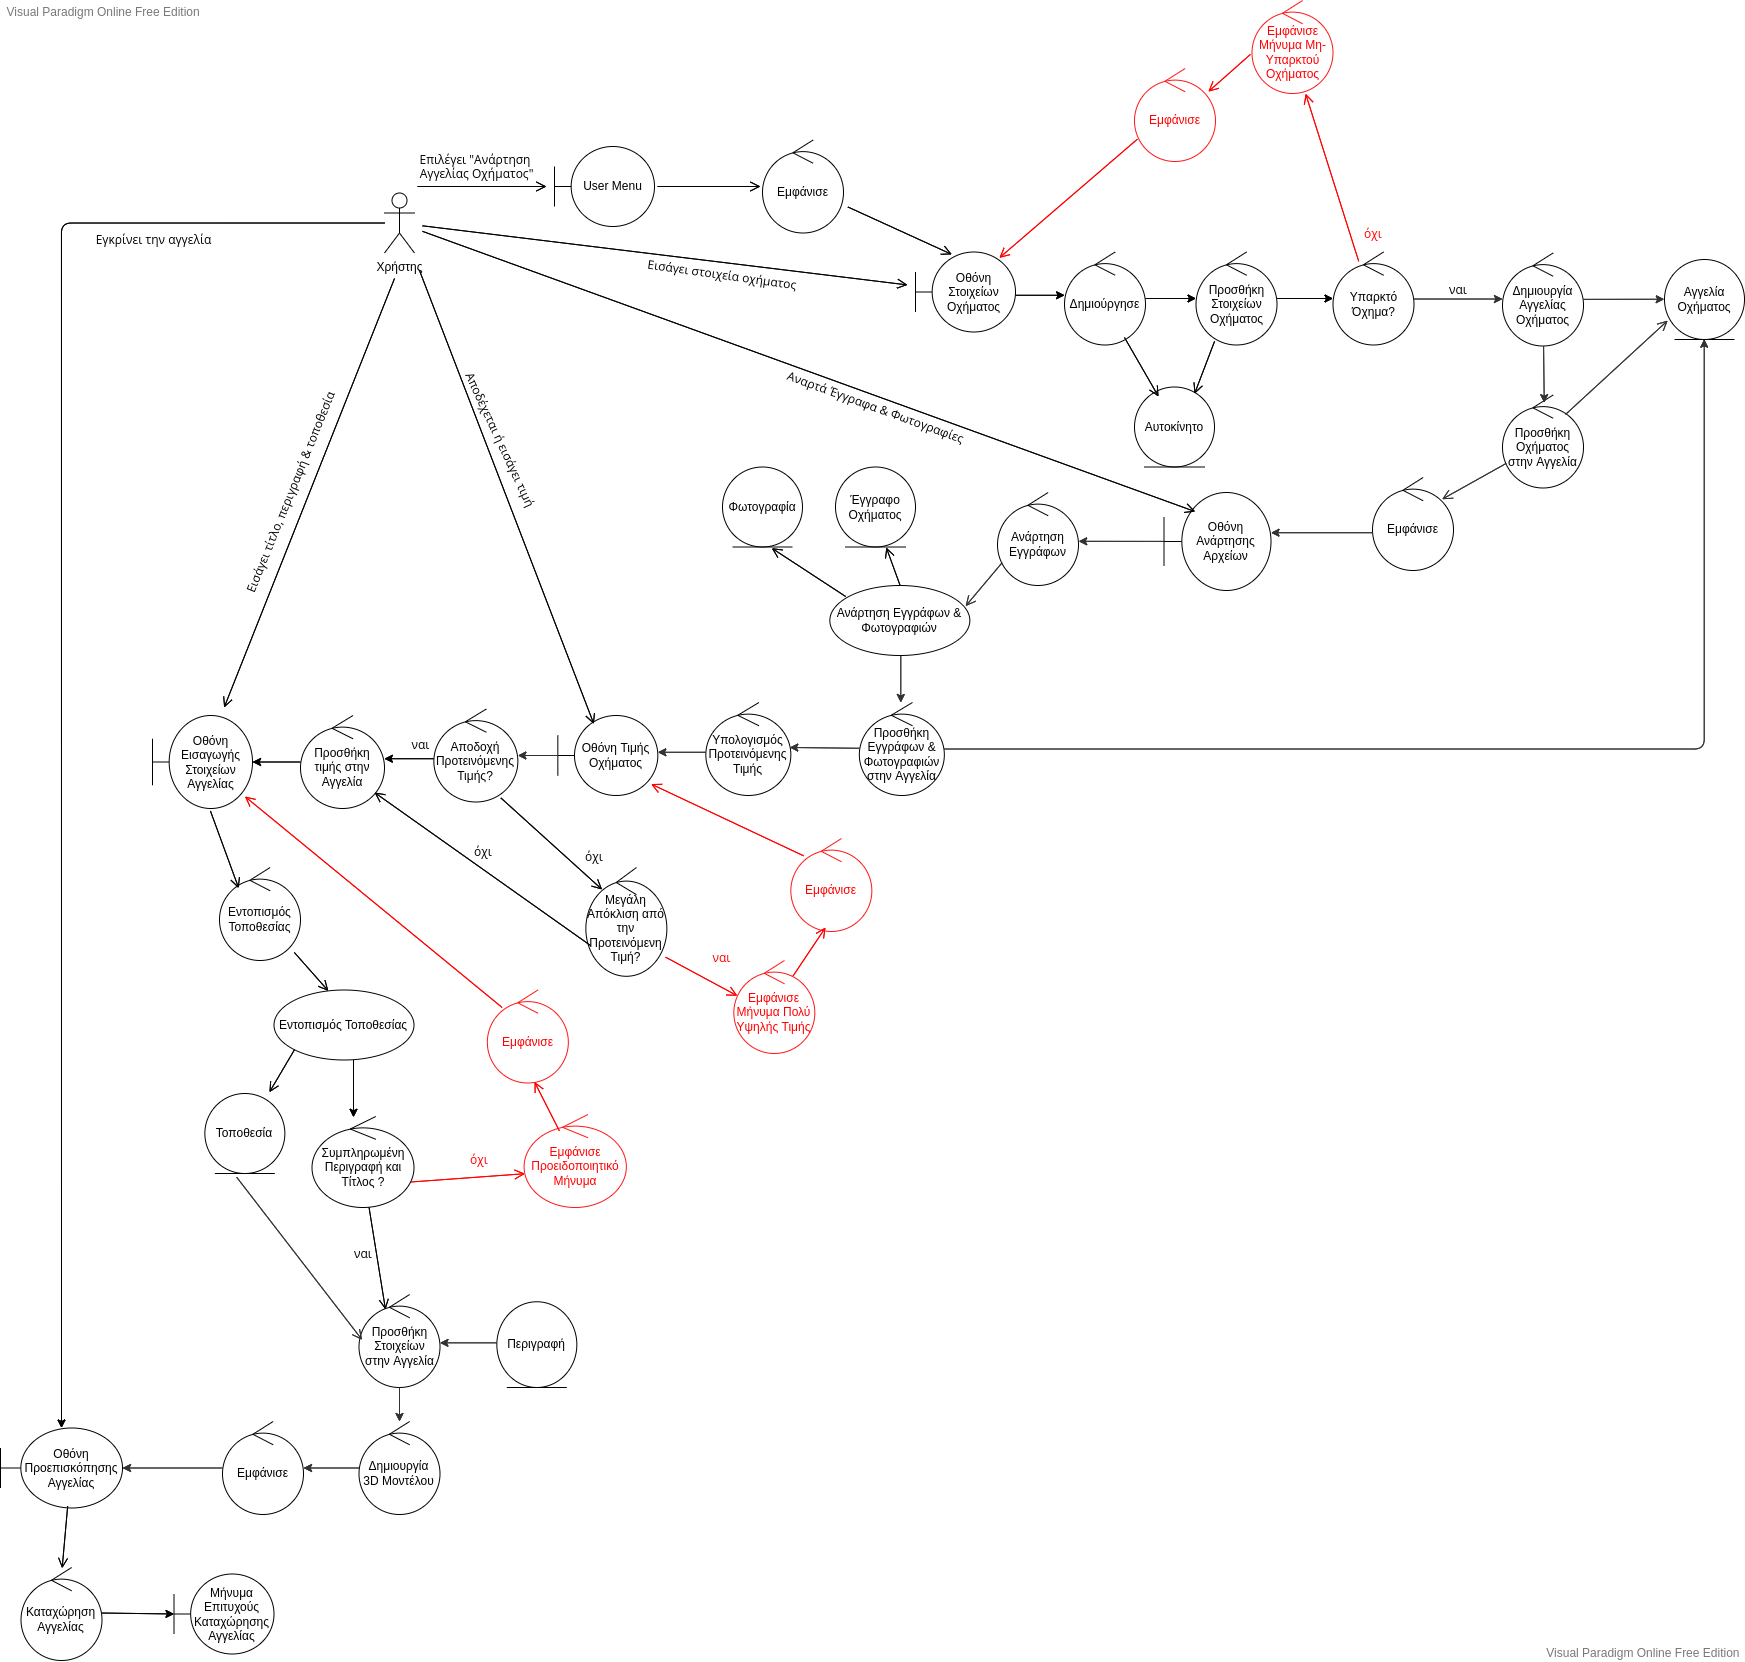 Visual Paradigm Online Free Edition
Εμφάνισε
Μήνυμα Μη-
Υπαρκτού
Οχήματος
Εμφάνισε
Επιλέγει "Ανάρτηση
Αγγελίας Οχήματος"
User Menu
Εμφάνισε
Εγκρίνει την αγγελία
Χρήστης
Εισάγει στοιχεία οχήματος
όχι
Οθόνη
Στοιχείων
Οχήματος
Δημιούργησε
Προσθήκη
Στοιχείων
Οχήματος
Υπαρκτό
Όχημα?
ναι
Δημιουργία
Αγγελίας
Οχήματος
Αγγελία
Οχήματος
Αναρτά Έγγραφα & Φωτογραφίες
Αποδέχεται ή εισάγει τιμή
Εισάγει τίτλο, περιγραφή & τοποθεσία
Αυτοκίνητο
Προσθήκη
Οχήματος
στην Αγγελία
Φωτογραφία
Έγγραφο
Οχήματος
Ανάρτηση
Εγγράφων
Οθόνη
Ανάρτησης
Αρχείων
Εμφάνισε
Ανάρτηση Εγγράφων &
Φωτογραφιών
Οθόνη
Εισαγωγής
Στοιχείων
Αγγελίας
Προσθήκη
τιμής στην
Αγγελία
ναι
Αποδοχή
Προτεινόμενης
Τιμής?
Οθόνη Τιμής
Οχήματος
Υπολογισμός
Προτεινόμενης
Τιμής
Προσθήκη
Εγγράφων &
Φωτογραφιών
στην Αγγελία
όχι
όχι
Εμφάνισε
Εντοπισμός
Τοποθεσίας
Μεγάλη
Απόκλιση από
την
Προτεινόμενη
Τιμή?
ναι
Εμφάνισε
Μήνυμα Πολύ
Υψηλής Τιμής
Εντοπισμός Τοποθεσίας
Εμφάνισε
Τοποθεσία
Συμπληρωμένη
Περιγραφή και
Τίτλος ?
όχι
Εμφάνισε
Προειδοποιητικό
Μήνυμα
ναι
Προσθήκη
Στοιχείων
στην Αγγελία
Περιγραφή
Οθόνη
Προεπισκόπησης
Αγγελίας
Εμφάνισε
Δημιουργία
3D Μοντέλου
Καταχώρηση
Αγγελίας
Μήνυμα
Επιτυχούς
Καταχώρησης
Αγγελίας
Visual Paradigm Online Free Edition